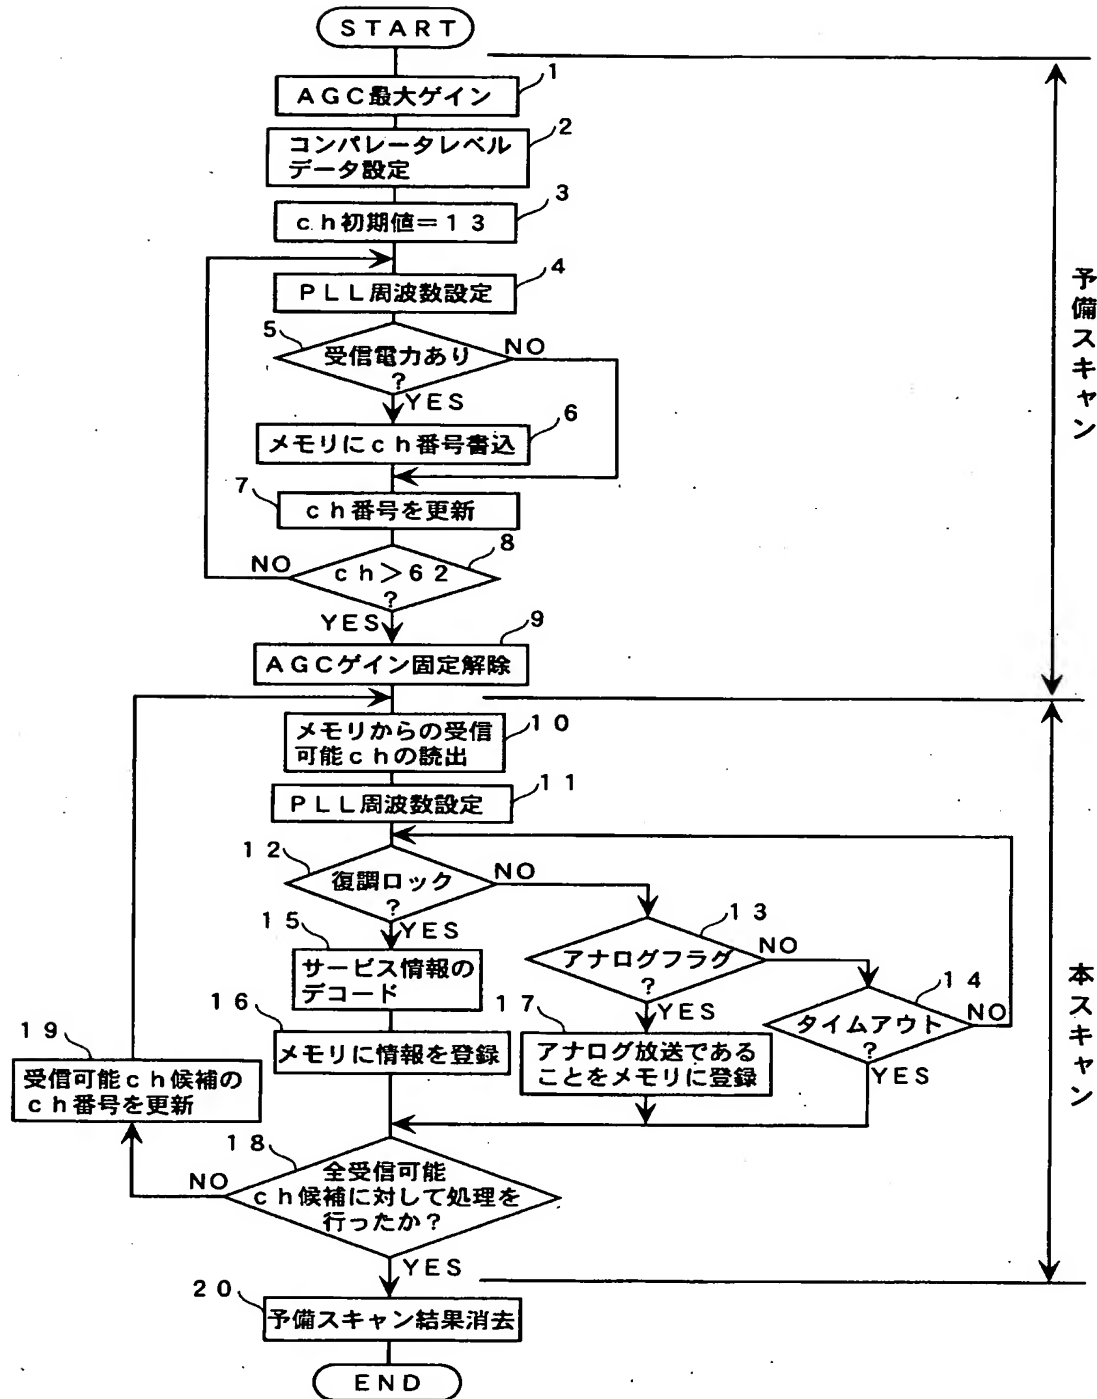 START
1
AGC最大ゲイン
2
コンパレータレベル
データ設定
3
ch初期値=13
4
PLL周波数設定
5
受信電力あり
?
NO
YES
6
メモリにch番号書込
7
ch番号を更新
8
ch>62
?
NO
YES
9
AGCゲイン固定解除
予備スキャン
10
メモリからの受信
可能chの読出
11
PLL周波数設定
12
復調ロック
?
NO
YES
13
アナログフラグ
?
NO
YES
14
タイムアウト
?
NO
YES
15
サービス情報の
デコード
16
メモリに情報を登録
17
アナログ放送である
ことをメモリに登録
18
全受信可能
ch候補に対して処理を
行ったか?
NO
YES
19
受信可能ch候補の
ch番号を更新
本スキャン
20
予備スキャン結果消去
END